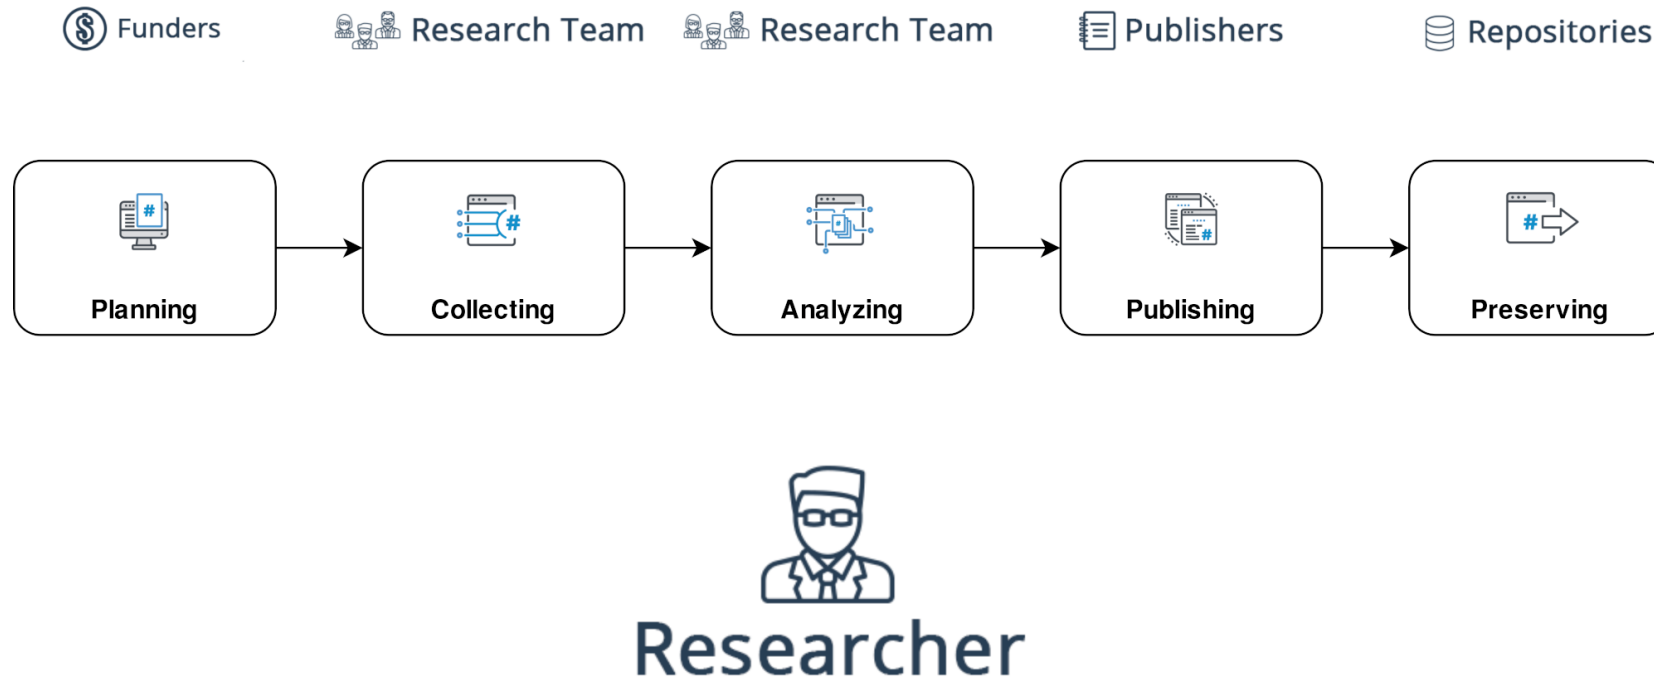 Funders
Research Team
Research Team
Publishers
Repositories
#
#
#
#
#
Planning
Collecting
Analyzing
Publishing
Preserving
Researcher